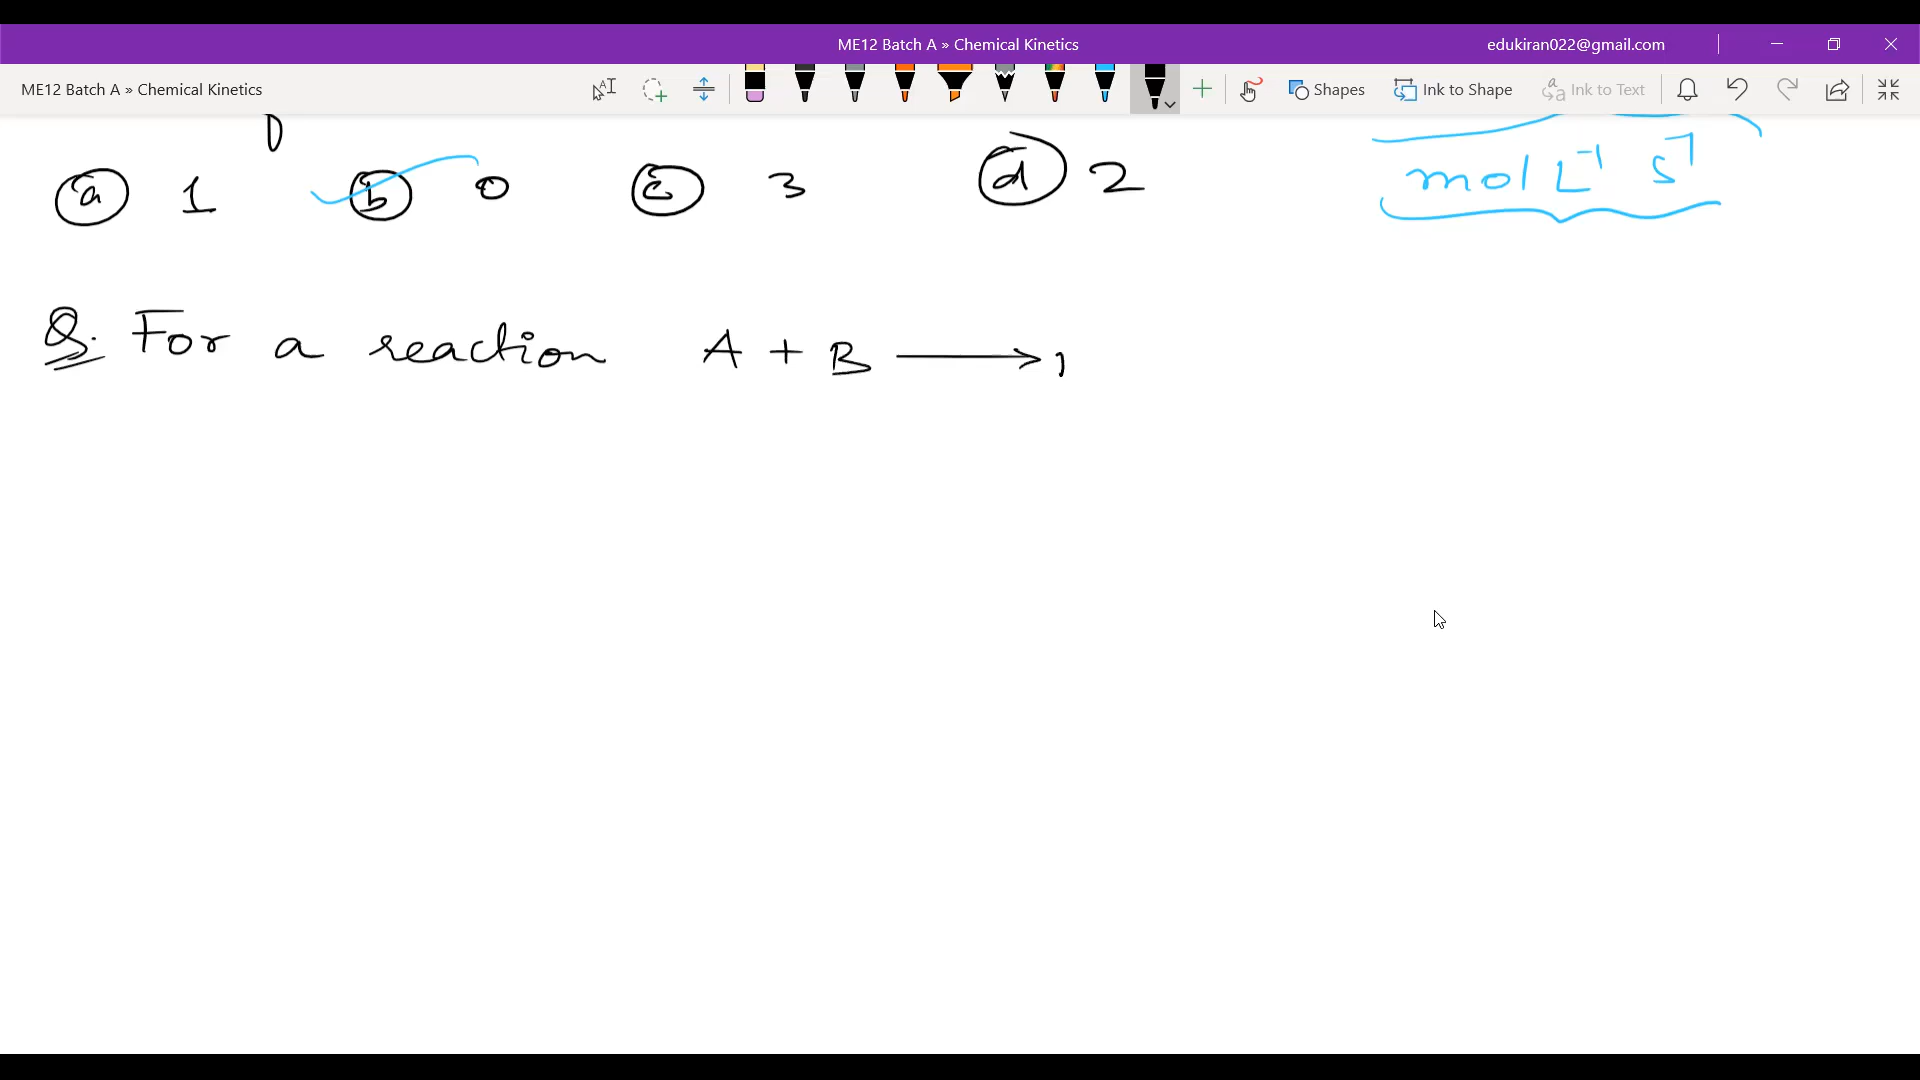 ME12 Batch A » Chemical Kinetics
edukiran022@gmail.com
ME12 Batch A » Chemical Kinetics
Shapes
Ink to Shape
Ink to Text
(a) 1 (b) 0 (c) 3 (d) 2
mol L⁻¹ s⁻¹
Q. For a reaction A + B ⟶